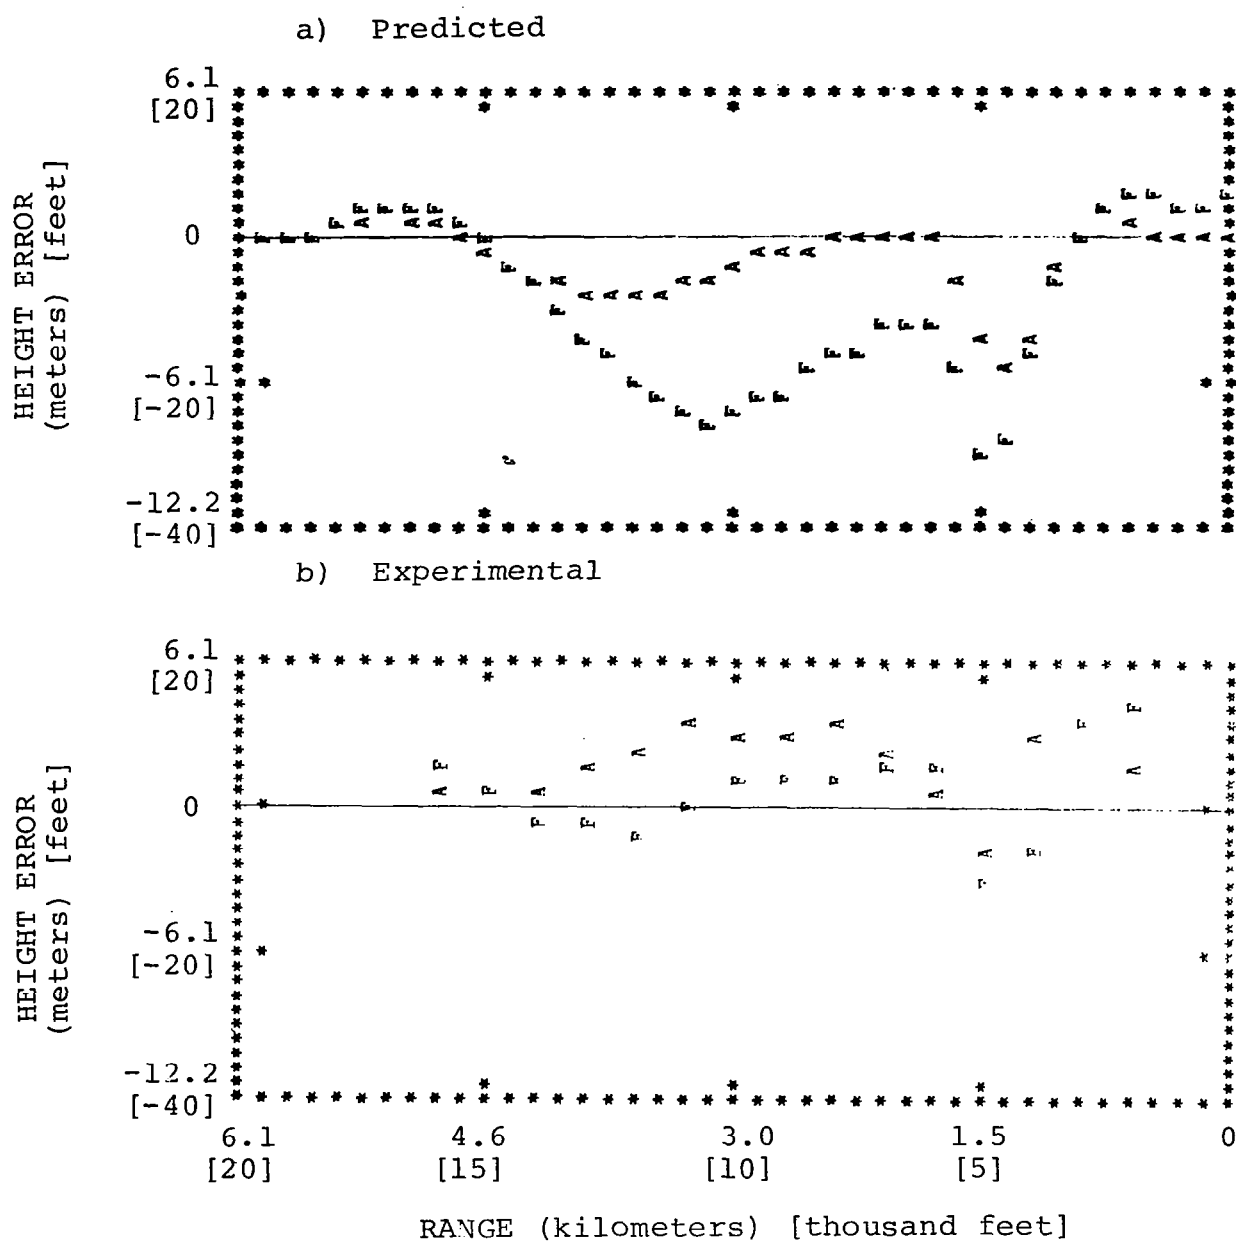 a) Predicted
6.1
[20]
0
-6.1
[-20]
-12.2
[-40]
HEIGHT ERROR
(meters) [feet]
b) Experimental
6.1
[20]
0
-6.1
[-20]
-12.2
[-40]
HEIGHT ERROR
(meters) [feet]
6.1 4.6 3.0 1.5 0
[20] [15] [10] [5]
RANGE (kilometers) [thousand feet]